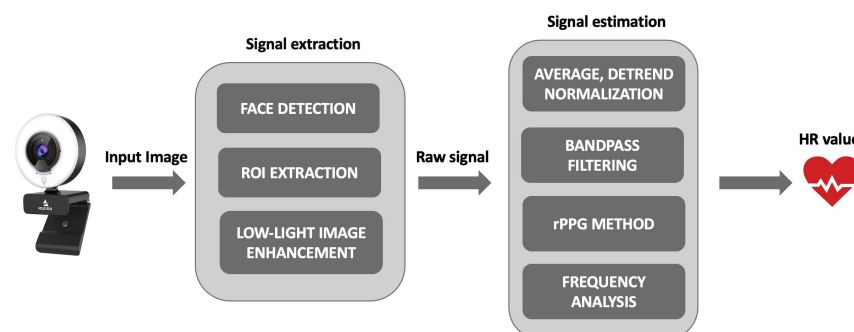 Signal estimation
Signal extraction
AVERAGE, DETREND
NORMALIZATION
FACE DETECTION
HR value
Input Image
Raw signal
BANDPASS
FILTERING
ROI EXTRACTION
rPPG METHOD
LOW-LIGHT IMAGE
ENHANCEMENT
FREQUENCY
ANALYSIS